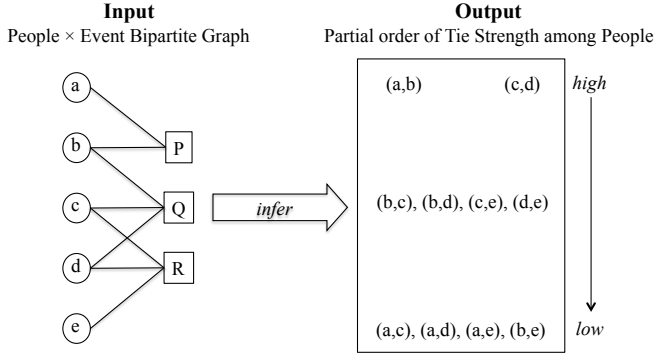 Input
People × Event Bipartite Graph
Output
Partial order of Tie Strength among People
a
b
c
d
e
P
Q
R
infer
(a,b) (c,d)
(b,c), (b,d), (c,e), (d,e)
(a,c), (a,d), (a,e), (b,e)
high
low